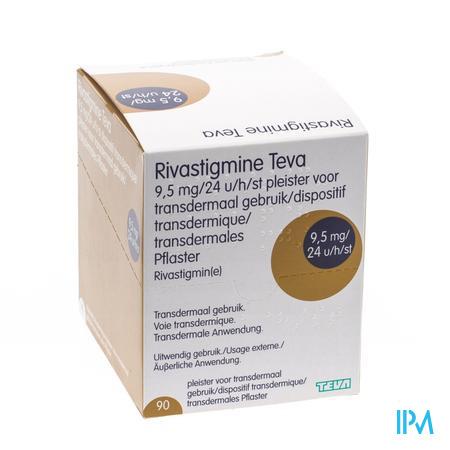 9,5 mg/
24 u/h/st
Rivastigmine
Teva
Rivastigmine Teva
Rivastigmine Teva
9,5 mg/24 u/h/st pleister voor
transdermaal gebruik/dispositif
transdermique/
transdermales
Pflaster
Rivastigmin(e)
9,5 mg/
24 u/h/st
Transdermaal gebruik.
Voie transdermique.
Transdermale Anwendung.
Uitwendig gebruik./Usage externe./
Äußerliche Anwendung.
90
pleister voor transdermaal
gebruik/dispositif transdermique/
transdermales Pflaster
TEVA
IPM